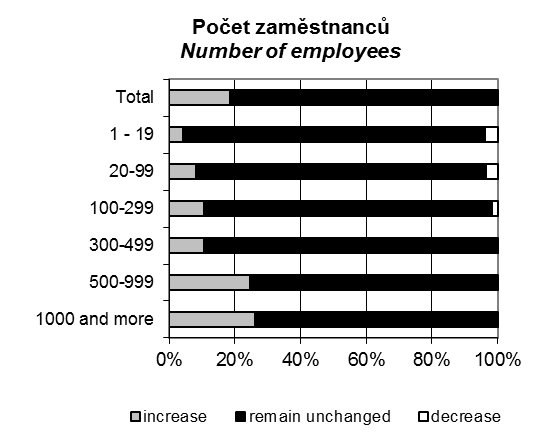 Počet zaměstnanců
Number of employees
Total
1 - 19
20-99
100-299
300-499
500-999
1000 and more
0% 20% 40% 60% 80% 100%
increase remain unchanged decrease